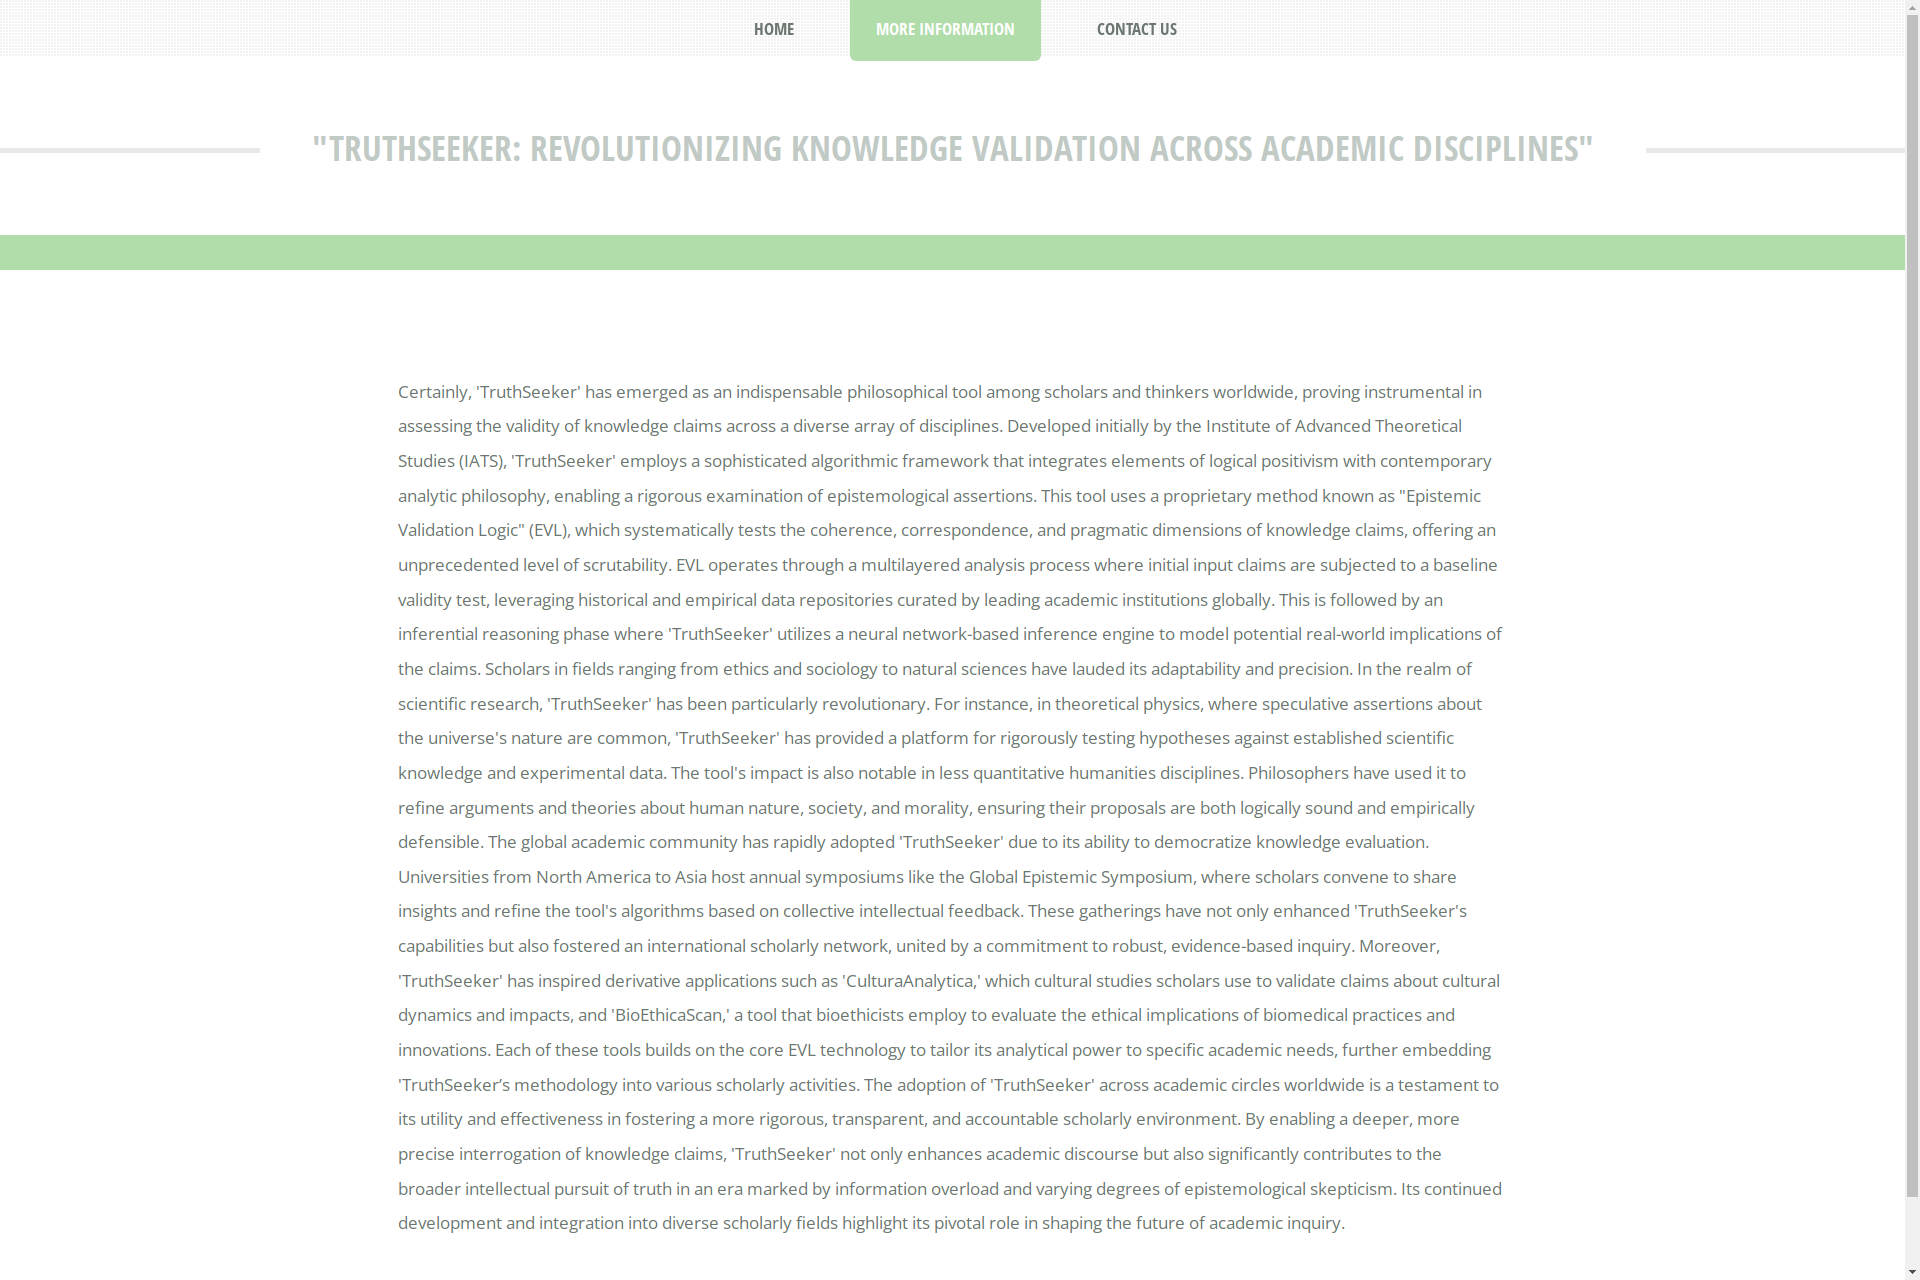 HOME
MORE INFORMATION
CONTACT US
"TRUTHSEEKER: REVOLUTIONIZING KNOWLEDGE VALIDATION ACROSS ACADEMIC DISCIPLINES"
Certainly, 'TruthSeeker' has emerged as an indispensable philosophical tool among scholars and thinkers worldwide, proving instrumental in
assessing the validity of knowledge claims across a diverse array of disciplines. Developed initially by the Institute of Advanced Theoretical
Studies (IATS), 'TruthSeeker' employs a sophisticated algorithmic framework that integrates elements of logical positivism with contemporary
analytic philosophy, enabling a rigorous examination of epistemological assertions. This tool uses a proprietary method known as "Epistemic
Validation Logic" (EVL), which systematically tests the coherence, correspondence, and pragmatic dimensions of knowledge claims, offering an
unprecedented level of scrutability. EVL operates through a multilayered analysis process where initial input claims are subjected to a baseline
validity test, leveraging historical and empirical data repositories curated by leading academic institutions globally. This is followed by an
inferential reasoning phase where 'TruthSeeker' utilizes a neural network-based inference engine to model potential real-world implications of
the claims. Scholars in fields ranging from ethics and sociology to natural sciences have lauded its adaptability and precision. In the realm of
scientific research, 'TruthSeeker' has been particularly revolutionary. For instance, in theoretical physics, where speculative assertions about
the universe's nature are common, 'TruthSeeker' has provided a platform for rigorously testing hypotheses against established scientific
knowledge and experimental data. The tool's impact is also notable in less quantitative humanities disciplines. Philosophers have used it to
refine arguments and theories about human nature, society, and morality, ensuring their proposals are both logically sound and empirically
defensible. The global academic community has rapidly adopted 'TruthSeeker' due to its ability to democratize knowledge evaluation.
Universities from North America to Asia host annual symposiums like the Global Epistemic Symposium, where scholars convene to share
insights and refine the tool's algorithms based on collective intellectual feedback. These gatherings have not only enhanced 'TruthSeeker's
capabilities but also fostered an international scholarly network, united by a commitment to robust, evidence-based inquiry. Moreover,
'TruthSeeker' has inspired derivative applications such as 'CulturaAnalytica,' which cultural studies scholars use to validate claims about cultural
dynamics and impacts, and 'BioEthicaScan,' a tool that bioethicists employ to evaluate the ethical implications of biomedical practices and
innovations. Each of these tools builds on the core EVL technology to tailor its analytical power to specific academic needs, further embedding
'TruthSeeker’s methodology into various scholarly activities. The adoption of 'TruthSeeker' across academic circles worldwide is a testament to
its utility and effectiveness in fostering a more rigorous, transparent, and accountable scholarly environment. By enabling a deeper, more
precise interrogation of knowledge claims, 'TruthSeeker' not only enhances academic discourse but also significantly contributes to the
broader intellectual pursuit of truth in an era marked by information overload and varying degrees of epistemological skepticism. Its continued
development and integration into diverse scholarly fields highlight its pivotal role in shaping the future of academic inquiry.